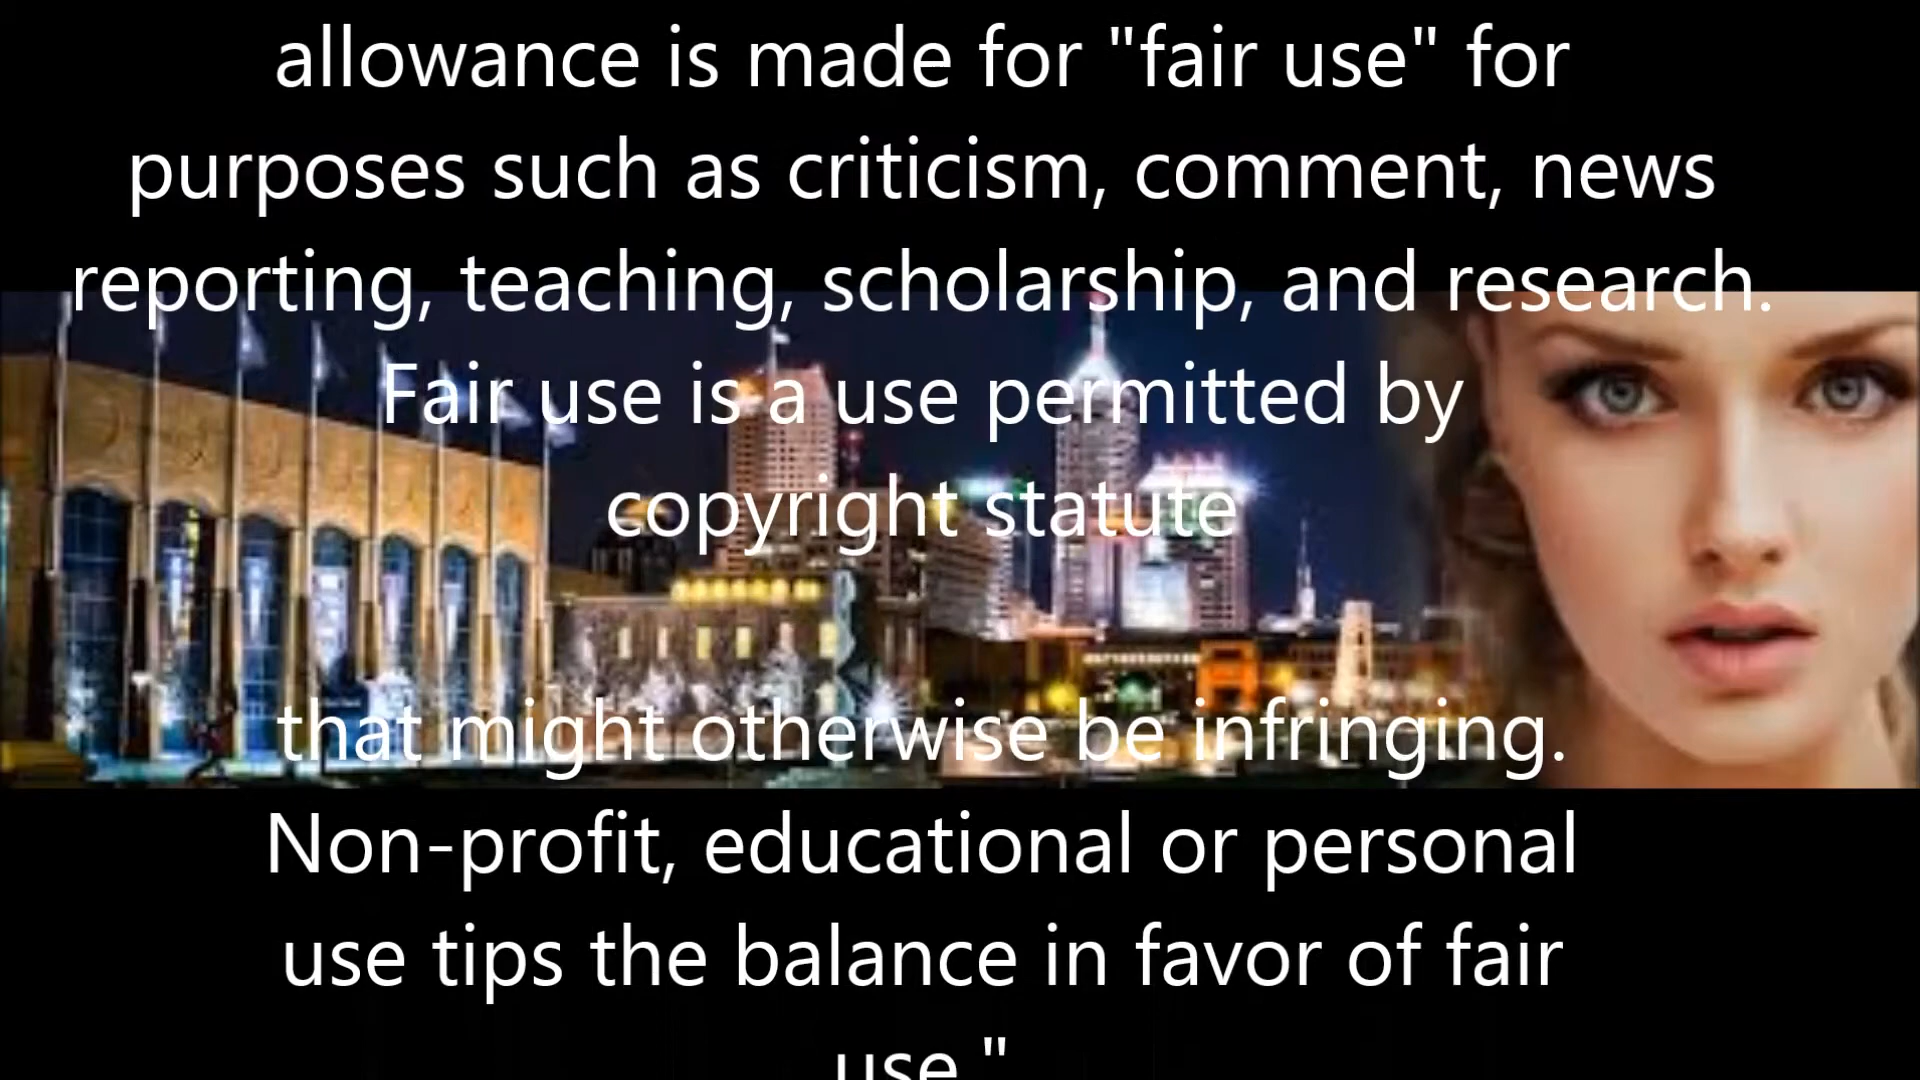 allowance is made for "fair use" for
purposes such as criticism, comment, news
reporting, teaching, scholarship, and research.
Fair use is a use permitted by
copyright statute
that might otherwise be infringing.
Non-profit, educational or personal
use tips the balance in favor of fair
use."